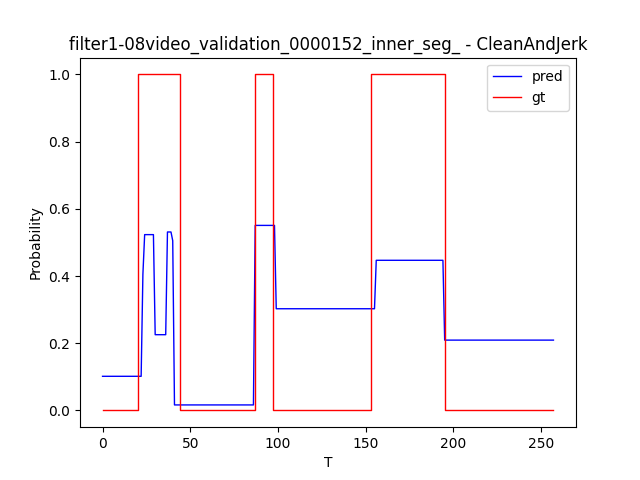 filter1-08video_validation_0000152_inner_seg_ - CleanAndJerk
pred
gt
1.0
0.8
0.6
0.4
0.2
0.0
Probability
0
50
100
150
200
250
T